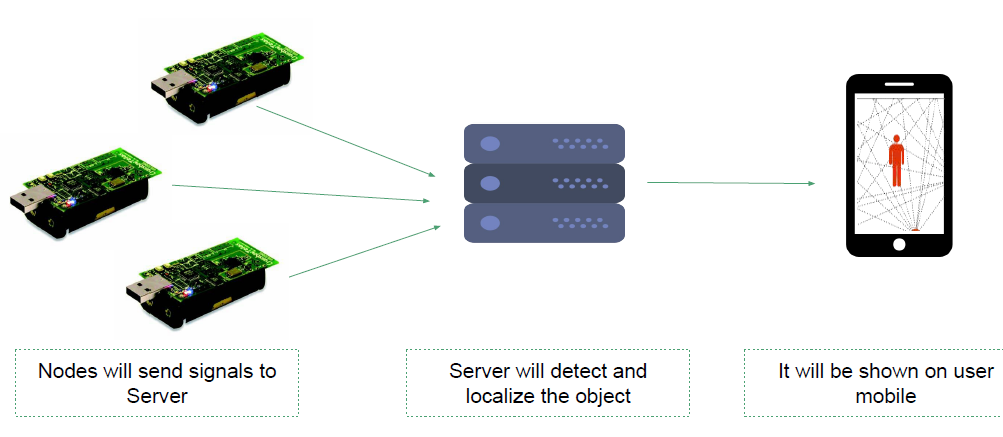 Nodes will send signals to
Server
Server will detect and
localize the object
It will be shown on user
mobile